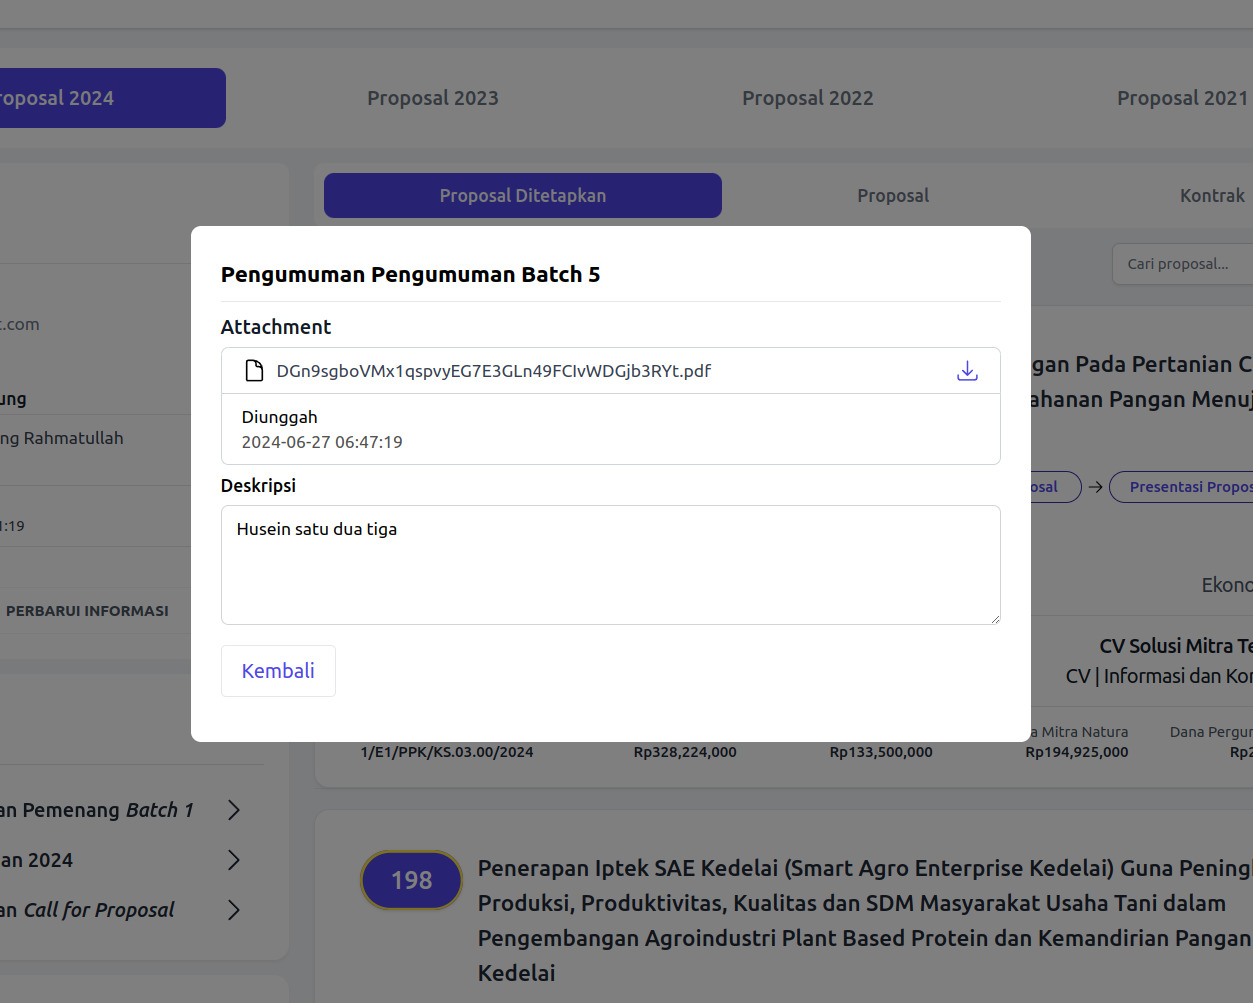 Proposal 2024
Proposal 2023
Proposal 2022
Proposal 2021
Proposal Ditetapkan
Proposal
Kontrak
Cari proposal...
Pengumuman Pengumuman Batch 5
Attachment
DGn9sgboVMx1qspvyEG7E3GLn49FCIvWDGjb3RYt.pdf
Diunggah
2024-06-27 06:47:19
Deskripsi
Husein satu dua tiga
Kembali
.com
ung
ng Rahmatullah
:19
PERBARUI INFORMASI
an Pemenang Batch 1
an 2024
an Call for Proposal
gan Pada Pertanian C
ahanan Pangan Menuj
osal
Presentasi Propos
Ekono
CV Solusi Mitra Te
CV | Informasi dan Kon
a Mitra Natura
Dana Pergur
1/E1/PPK/KS.03.00/2024
Rp328,224,000
Rp133,500,000
Rp194,925,000
Rp2
198
Penerapan Iptek SAE Kedelai (Smart Agro Enterprise Kedelai) Guna Pening
Produksi, Produktivitas, Kualitas dan SDM Masyarakat Usaha Tani dalam
Pengembangan Agroindustri Plant Based Protein dan Kemandirian Pangan
Kedelai